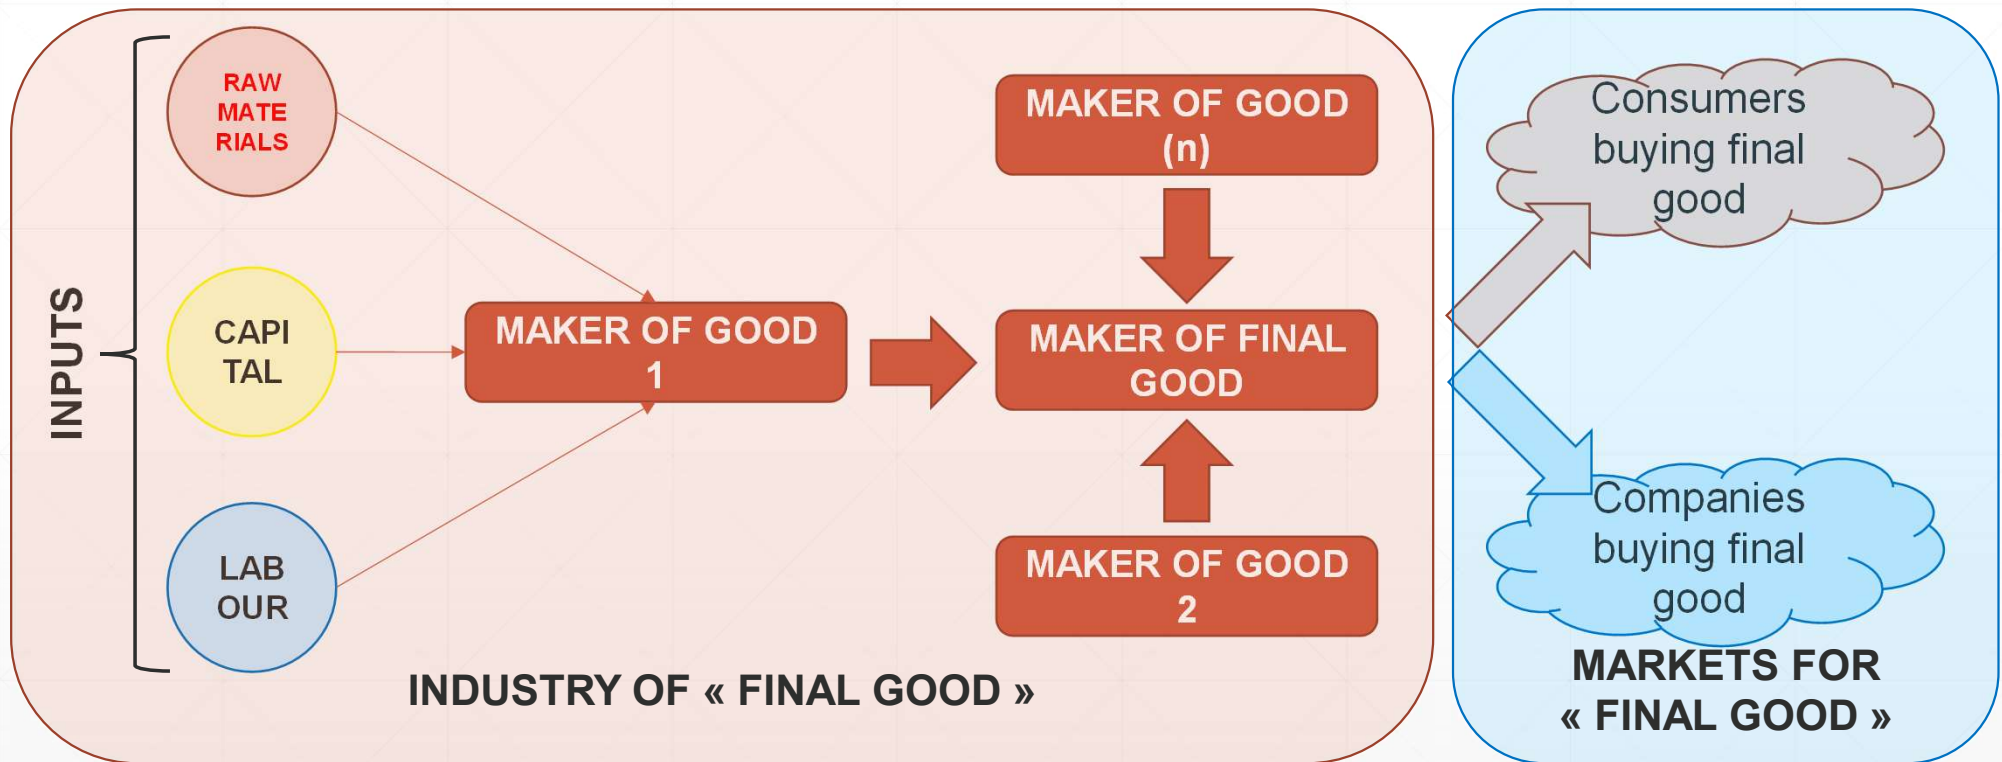 INPUTS
RAW
MATE
RIALS
CAPI
TAL
LAB
OUR
MAKER OF GOOD
1
MAKER OF GOOD
(n)
MAKER OF FINAL
GOOD
MAKER OF GOOD
2
INDUSTRY OF « FINAL GOOD »
Consumers
buying final
good
Companies
buying final
good
MARKETS FOR
« FINAL GOOD »